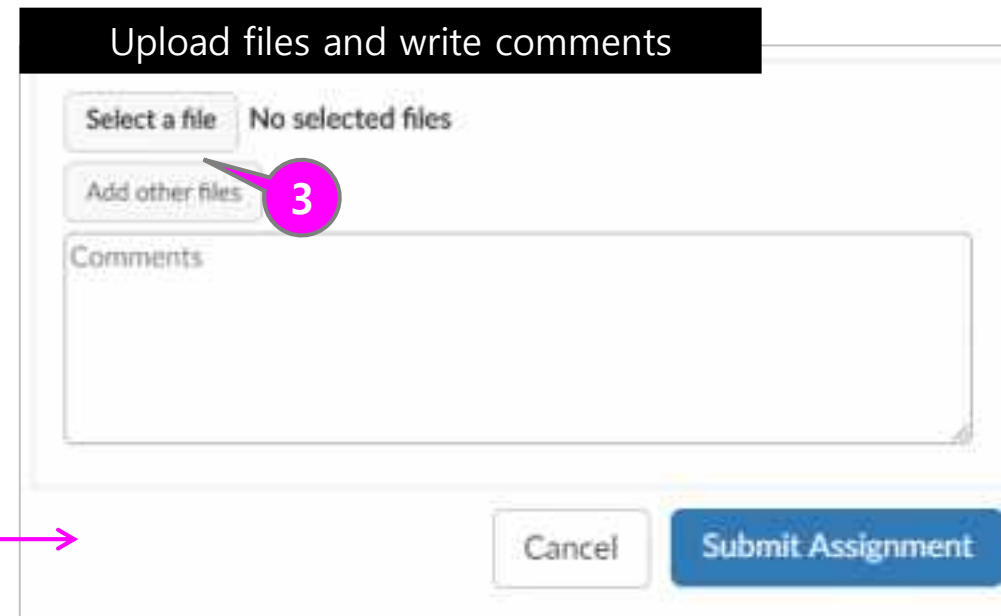 Upload files and write comments
Select a file No selected files
Add other files
3
Comments
Cancel Submit Assignment